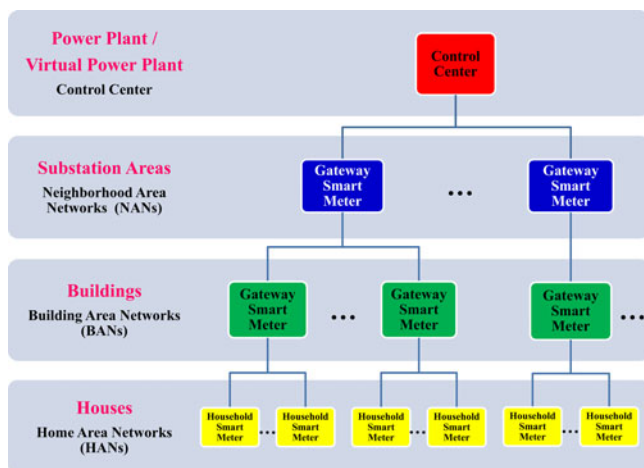 Power Plant /
Virtual Power Plant
Control Center
Control
Center
Substation Areas
Neighborhood Area
Networks (NANs)
Gateway
Smart
Meter
...
Gateway
Smart
Meter
Buildings
Building Area Networks
(BANs)
Gateway
Smart
Meter
...
Gateway
Smart
Meter
Gateway
Smart
Meter
...
Houses
Home Area Networks
(HANs)
Household
Smart
Meter
...
Household
Smart
Meter
Household
Smart
Meter
...
Household
Smart
Meter
Household
Smart
Meter
...
Household
Smart
Meter